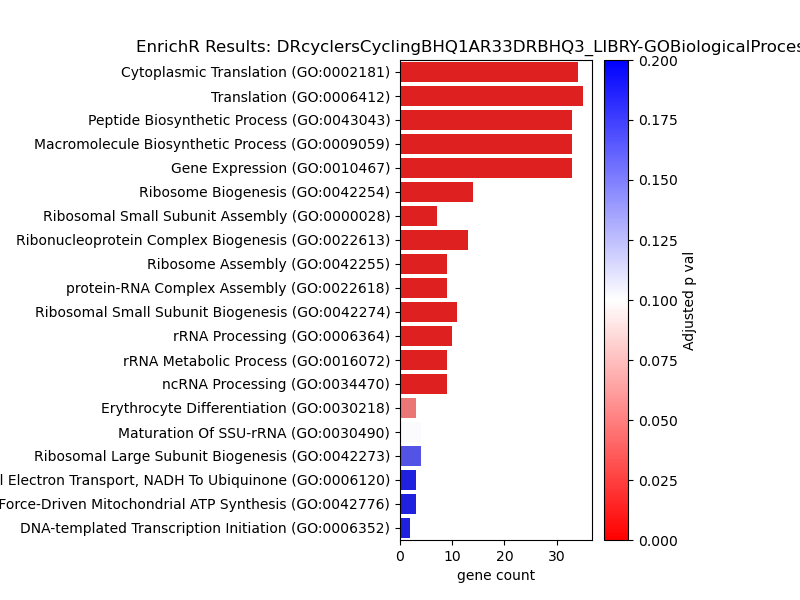 EnrichR Results: DRcyclersCyclingBHQ1AR33DRBHQ3_LIBRY-GOBiologicalProces
Cytoplasmic Translation (GO:0002181)
Translation (GO:0006412)
Peptide Biosynthetic Process (GO:0043043)
Macromolecule Biosynthetic Process (GO:0009059)
Gene Expression (GO:0010467)
Ribosome Biogenesis (GO:0042254)
Ribosomal Small Subunit Assembly (GO:0000028)
Ribonucleoprotein Complex Biogenesis (GO:0022613)
Ribosome Assembly (GO:0042255)
protein-RNA Complex Assembly (GO:0022618)
Ribosomal Small Subunit Biogenesis (GO:0042274)
rRNA Processing (GO:0006364)
rRNA Metabolic Process (GO:0016072)
ncRNA Processing (GO:0034470)
Erythrocyte Differentiation (GO:0030218)
Maturation Of SSU-rRNA (GO:0030490)
Ribosomal Large Subunit Biogenesis (GO:0042273)
l Electron Transport, NADH To Ubiquinone (GO:0006120)
Force-Driven Mitochondrial ATP Synthesis (GO:0042776)
DNA-templated Transcription Initiation (GO:0006352)
0 10 20 30
gene count
0.200
0.175
0.150
0.125
0.100
0.075
0.050
0.025
0.000
Adjusted p val